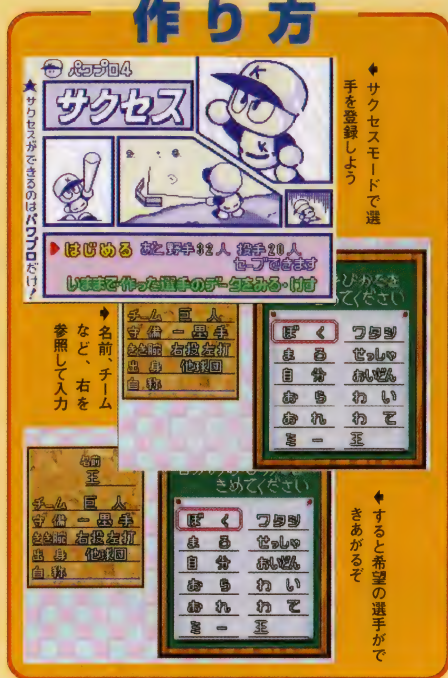 作り方
パワプロ4
サクセス
★サクセスができるのはパワプロだけ！
はじめる あと 野手32人 投手20人
セーブできます
いままで作った選手のデータをみる・けす
サクセスモードで選
手を登録しよう
チーム 巨人
守備 一塁手
きき腕 右投左打
出身 他球団
自称
きめてください
ぼく ワタシ
まろ せっしゃ
自分 おいどん
おら わい
おれ わて
ミー 王
名前、チーム
など、右を
参照して入力
名前
王
チーム 巨人
守備 一塁手
きき腕 右投左打
出身 他球団
自称
きめてください
ぼく ワタシ
まろ せっしゃ
自分 おいどん
おら わい
おれ わて
ミー 王
すると希望の選手がで
きあがるぞ